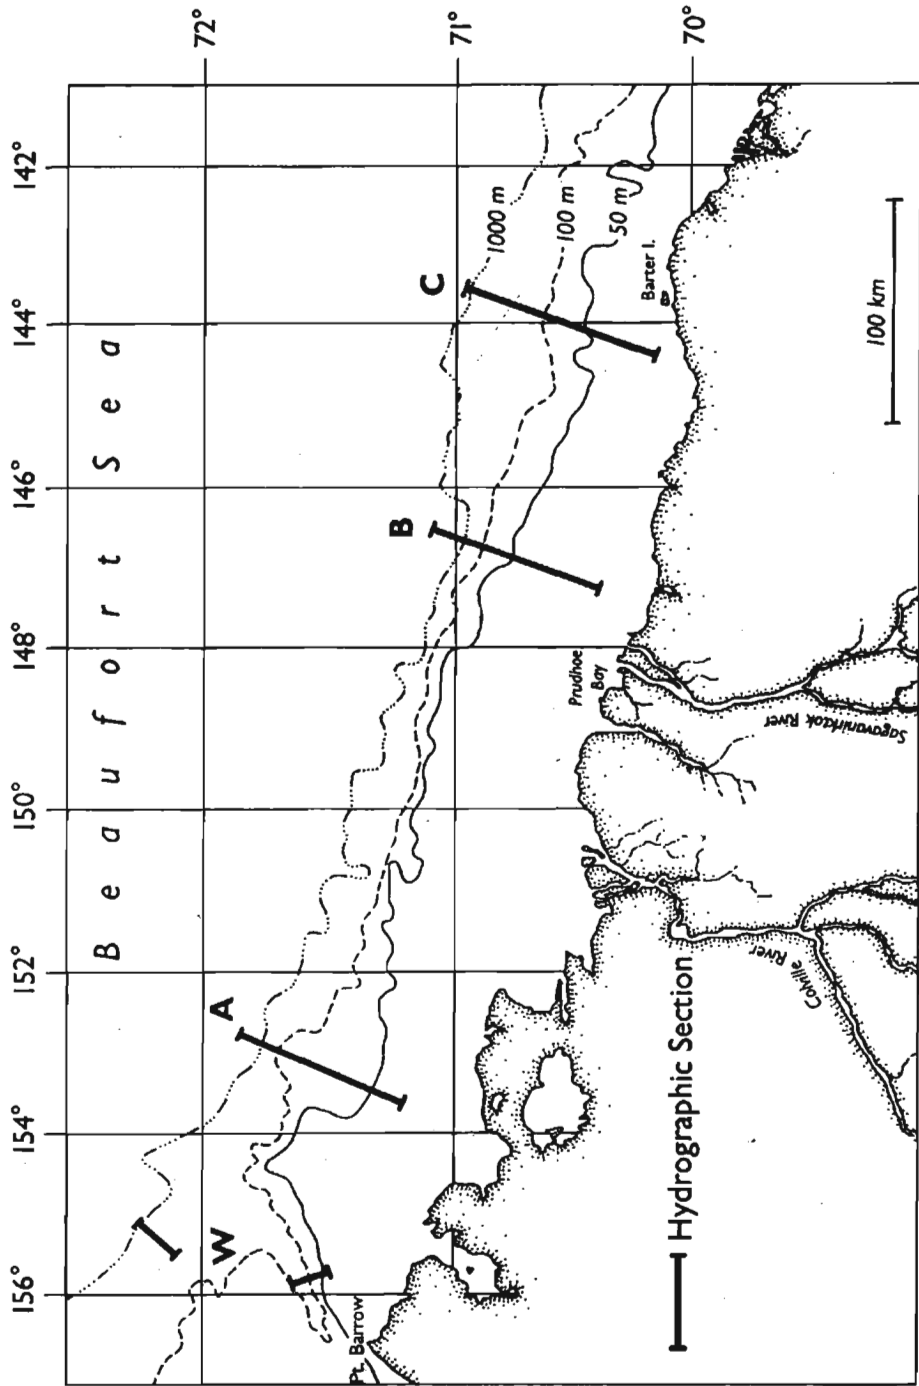 72°
71°
70°
142°
144°
146°
148°
150°
152°
154°
156°
Beaufort Sea
1000 m
100 m
50 m
C
B
A
W
Barter I.
100 km
Prudhoe
Bay
Sagavanirktok River
Colville River
Pt. Barrow
Hydrographic Section